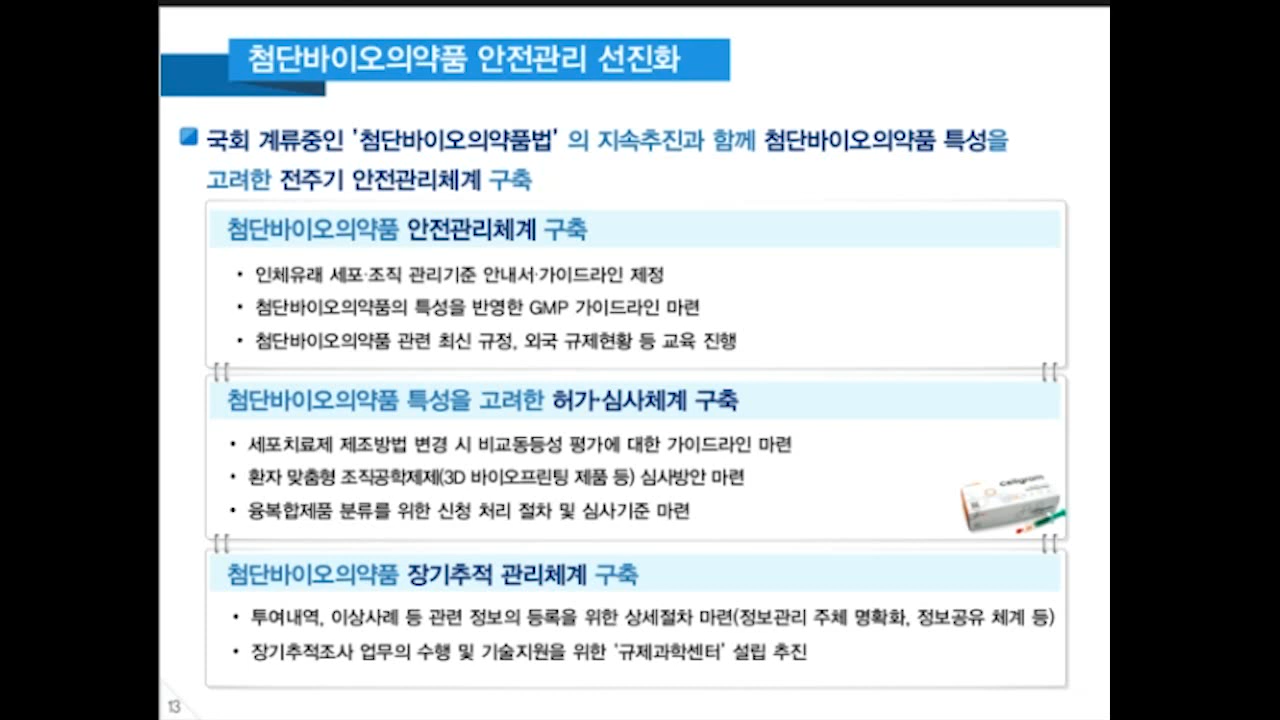 첨단바이오의약품 안전관리 선진화
국회 계류중인 '첨단바이오의약품법' 의 지속추진과 함께 첨단바이오의약품 특성을
고려한 전주기 안전관리체계 구축
첨단바이오의약품 안전관리체계 구축
• 인체유래 세포·조직 관리기준 안내서·가이드라인 제정
• 첨단바이오의약품의 특성을 반영한 GMP 가이드라인 마련
• 첨단바이오의약품 관련 최신 규정, 외국 규제현황 등 교육 진행
첨단바이오의약품 특성을 고려한 허가·심사체계 구축
• 세포치료제 제조방법 변경 시 비교동등성 평가에 대한 가이드라인 마련
• 환자 맞춤형 조직공학제제(3D 바이오프린팅 제품 등) 심사방안 마련
• 융복합제품 분류를 위한 신청 처리 절차 및 심사기준 마련
Cellgram
첨단바이오의약품 장기추적 관리체계 구축
• 투여내역, 이상사례 등 관련 정보의 등록을 위한 상세절차 마련(정보관리 주체 명확화, 정보공유 체계 등)
• 장기추적조사 업무의 수행 및 기술지원을 위한 '규제과학센터' 설립 추진
13